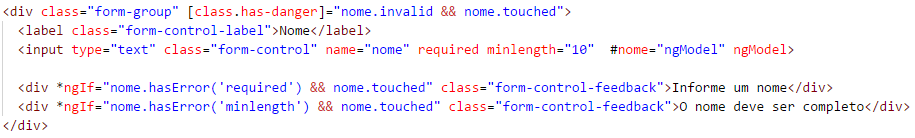 <div class="form-group" [class.has-danger]="nome.invalid && nome.touched">
  <label class="form-control-label">Nome</label>
  <input type="text" class="form-control" name="nome" required minlength="10"  #nome="ngModel" ngModel>

  <div *ngIf="nome.hasError('required') && nome.touched" class="form-control-feedback">Informe um nome</div>
  <div *ngIf="nome.hasError('minlength') && nome.touched" class="form-control-feedback">O nome deve ser completo</div>
</div>